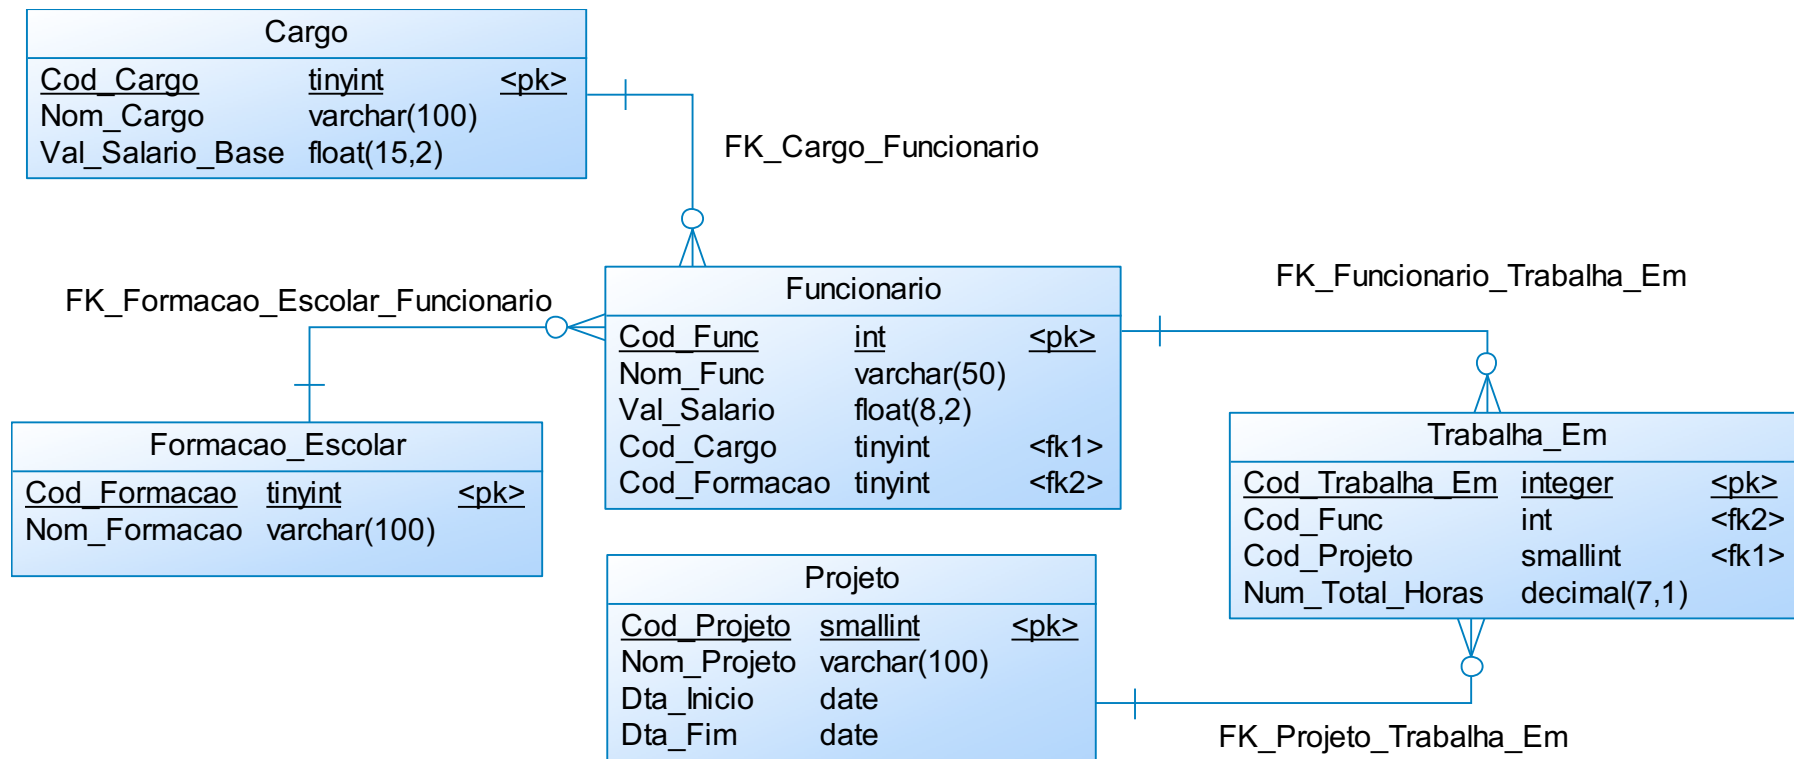 Cargo
Cod_Cargo tinyint <pk>
Nom_Cargo varchar(100)
Val_Salario_Base float(15,2)
FK_Cargo_Funcionario
FK_Formacao_Escolar_Funcionario
Funcionario
Cod_Func int <pk>
Nom_Func varchar(50)
Val_Salario float(8,2)
Cod_Cargo tinyint <fk1>
Cod_Formacao tinyint <fk2>
FK_Funcionario_Trabalha_Em
Formacao_Escolar
Cod_Formacao tinyint <pk>
Nom_Formacao varchar(100)
Trabalha_Em
Cod_Trabalha_Em integer <pk>
Cod_Func int <fk2>
Cod_Projeto smallint <fk1>
Num_Total_Horas decimal(7,1)
Projeto
Cod_Projeto smallint <pk>
Nom_Projeto varchar(100)
Dta_Inicio date
Dta_Fim date
FK_Projeto_Trabalha_Em